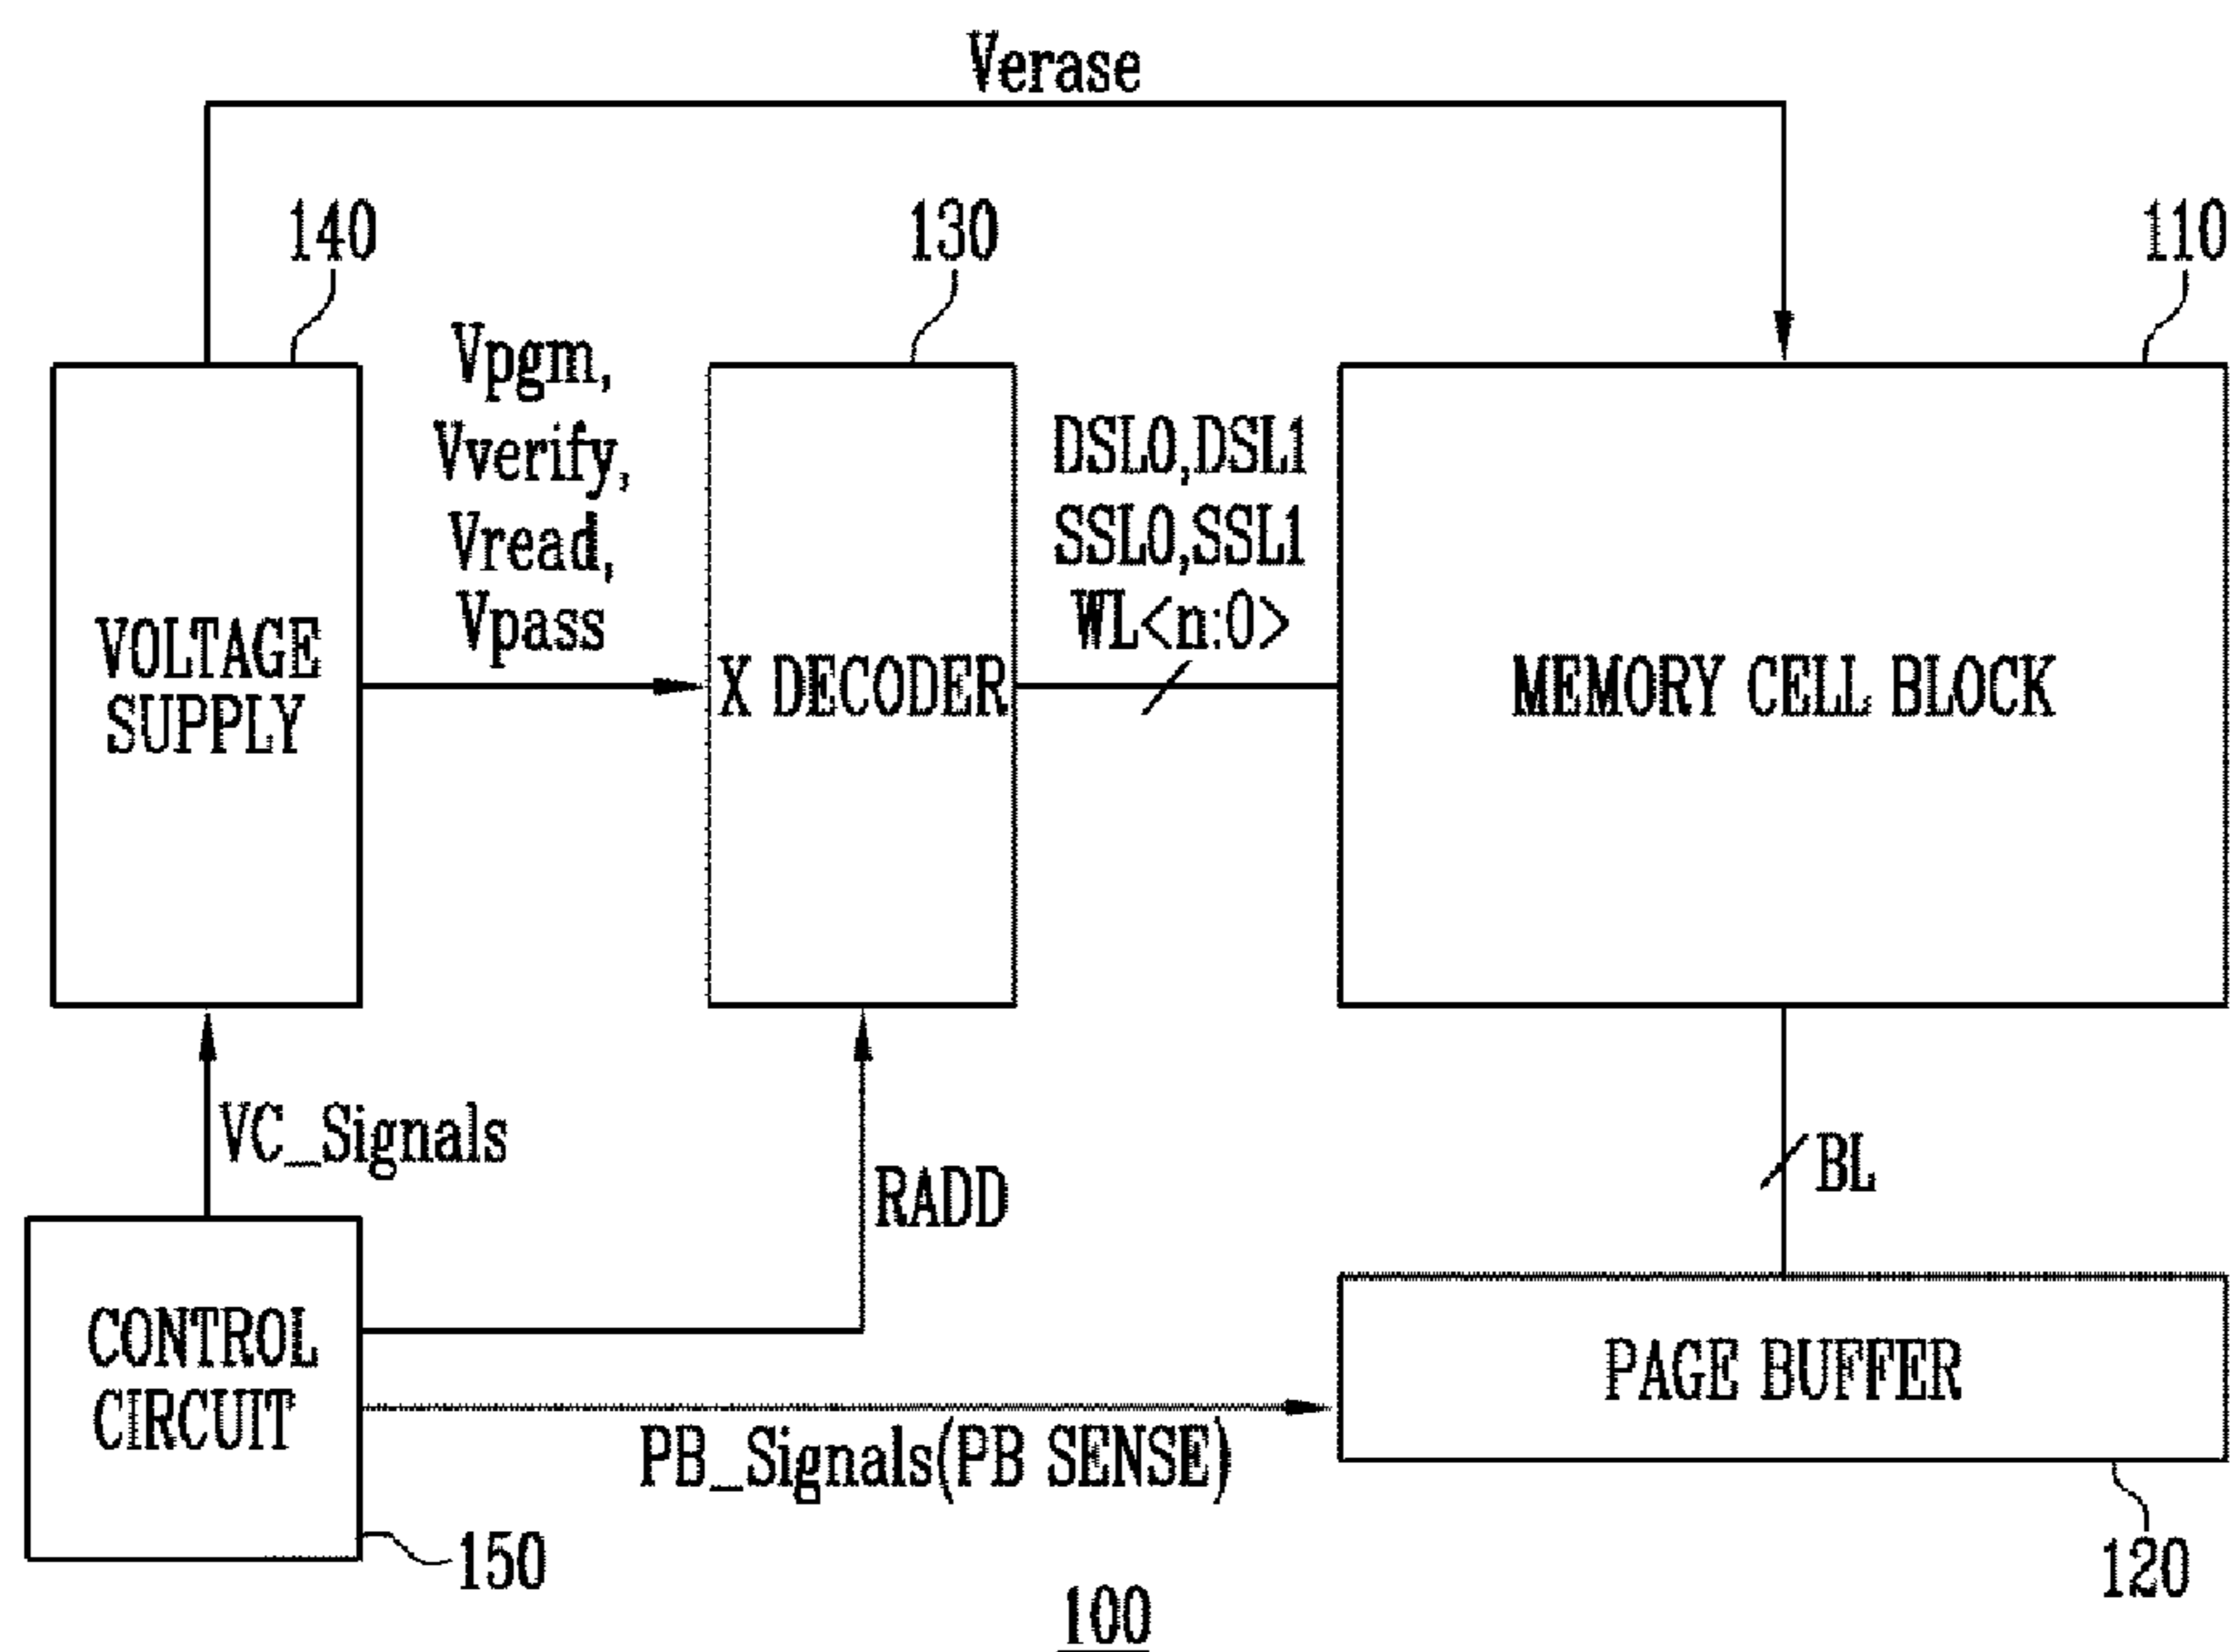 Verase
140
130
110
Vpgm,
Vverify,
Vread,
Vpass
DSL0,DSL1
SSL0,SSL1
WL<n:0>
VOLTAGE
SUPPLY
X DECODER
MEMORY CELL BLOCK
VC_Signals
RADD
BL
CONTROL
CIRCUIT
PAGE BUFFER
PB_Signals(PB SENSE)
150
120
100